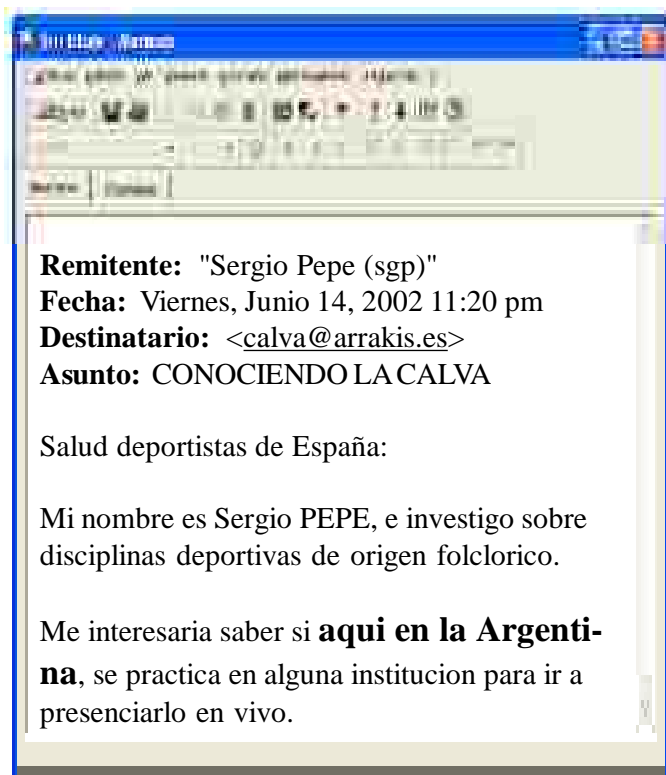 Remitente: "Sergio Pepe (sgp)"
Fecha: Viernes, Junio 14, 2002 11:20 pm
Destinatario: <calva@arrakis.es>
Asunto: CONOCIENDO LA CALVA
Salud deportistas de España:
Mi nombre es Sergio PEPE, e investigo sobre
disciplinas deportivas de origen folclorico.
Me interesaria saber si aqui en la Argenti-
na, se practica en alguna institucion para ir a
presenciarlo en vivo.